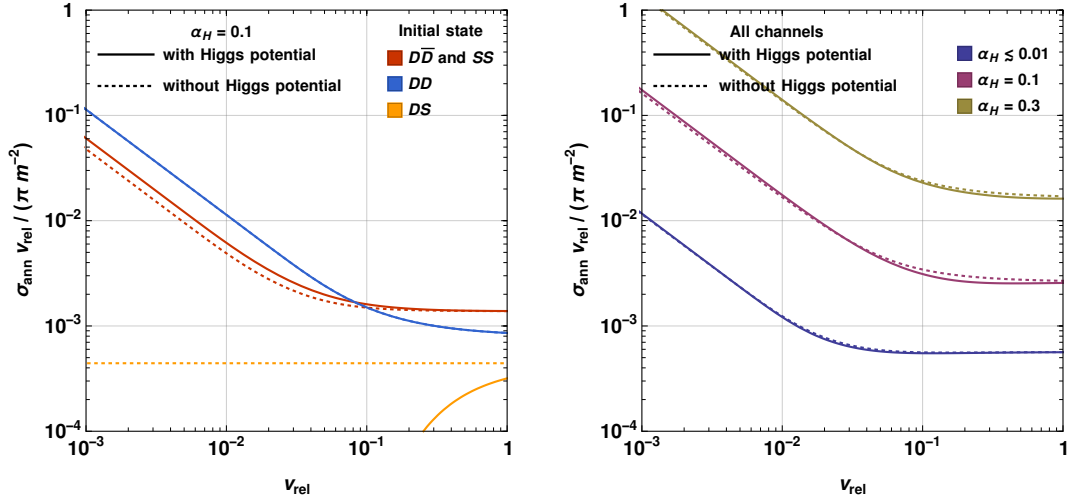 α_H = 0.1
with Higgs potential
without Higgs potential
Initial state
DD̅ and SS
DD
DS
1
10⁻¹
10⁻²
10⁻³
10⁻⁴
σ_ann v_rel / (π m⁻²)
10⁻³
10⁻²
10⁻¹
1
v_rel
All channels
with Higgs potential
without Higgs potential
α_H ≲ 0.01
α_H = 0.1
α_H = 0.3
1
10⁻¹
10⁻²
10⁻³
10⁻⁴
σ_ann v_rel / (π m⁻²)
10⁻³
10⁻²
10⁻¹
1
v_rel